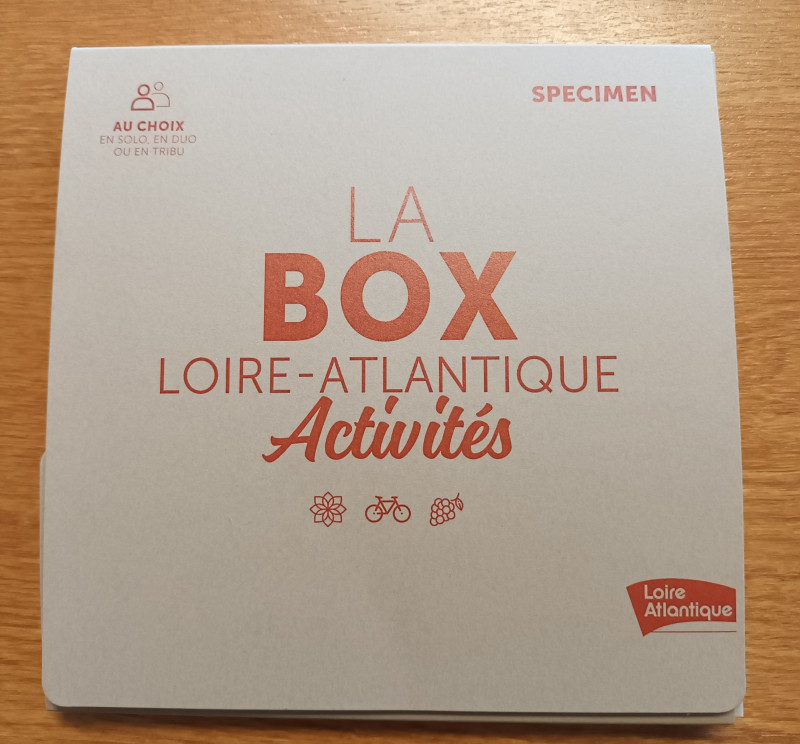 SPECIMEN
AU CHOIX
EN SOLO, EN DUO
OU EN TRIBU
LA
BOX
LOIRE-ATLANTIQUE
Activités
Loire
Atlantique